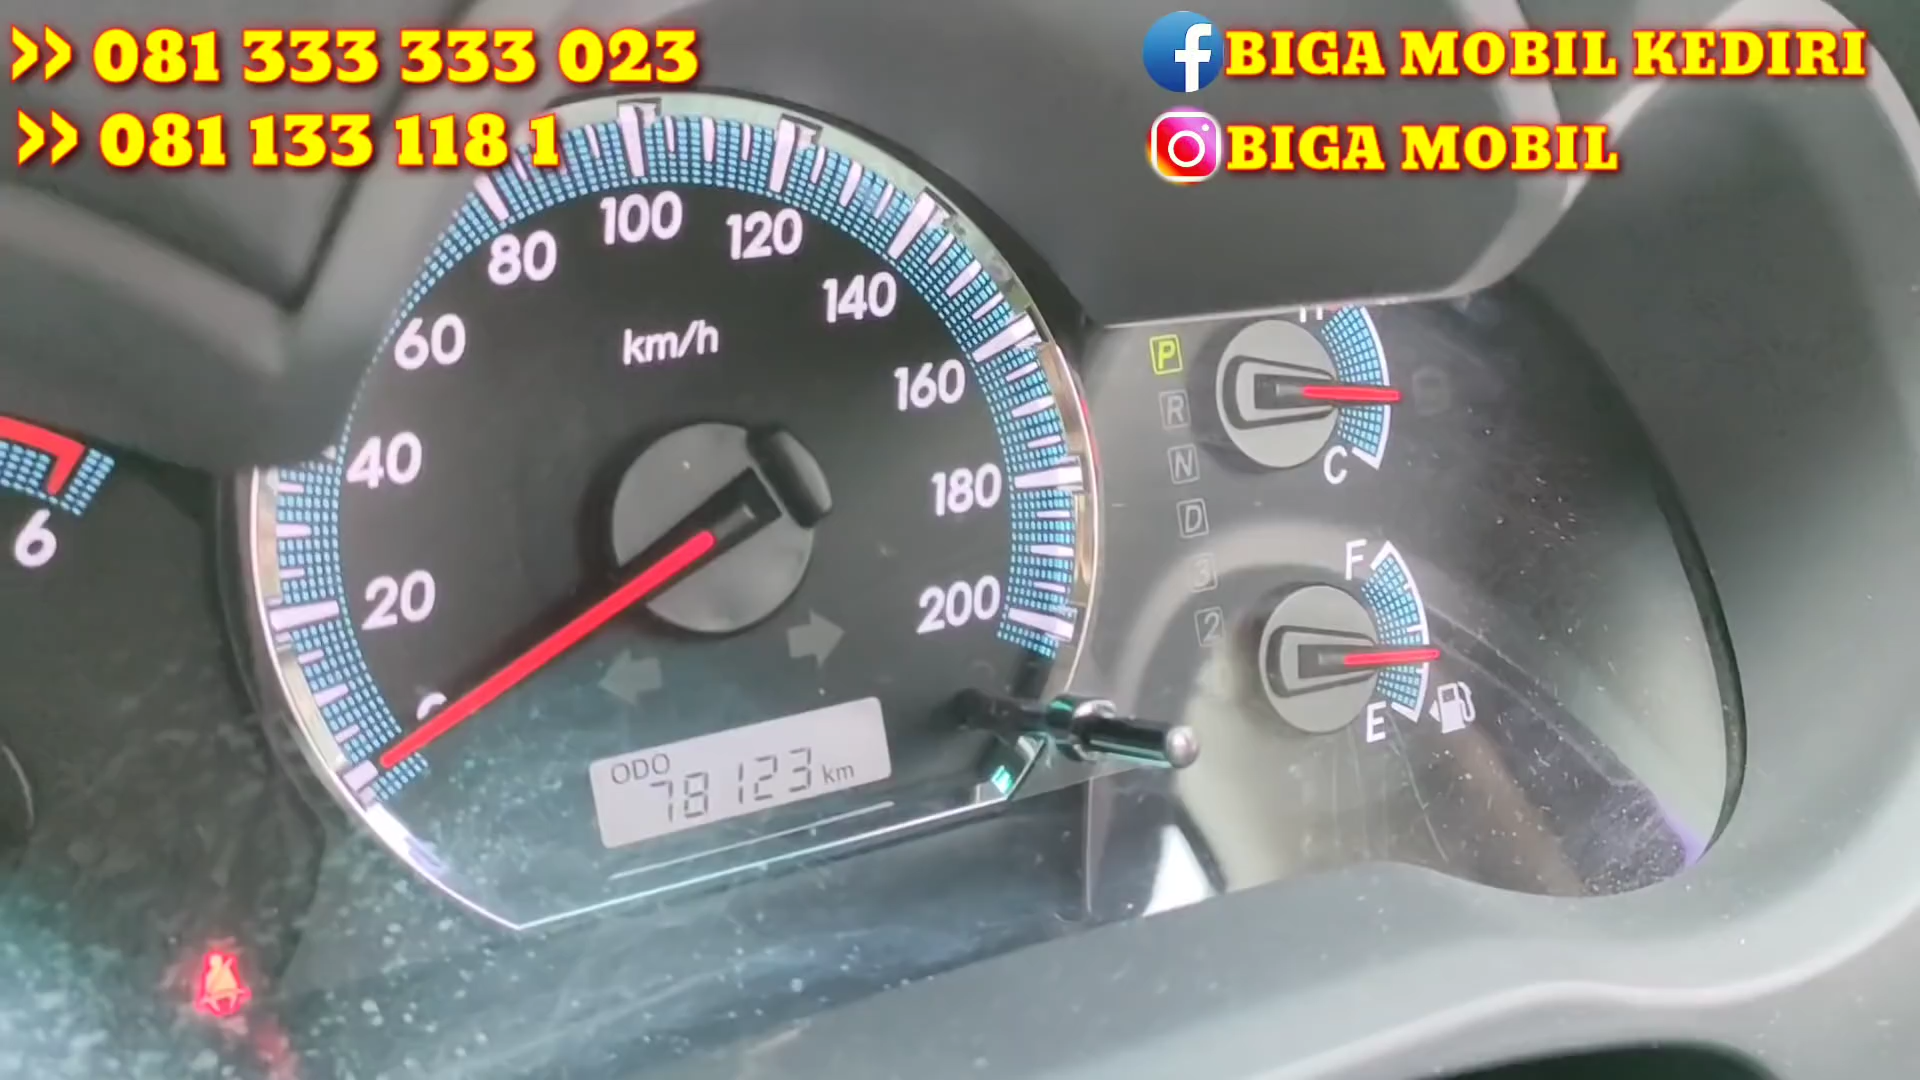 >> 081 333 333 023
>> 081 133 118 1
BIGA MOBIL KEDIRI
BIGA MOBIL
100
120
80
140
60
km/h
160
40
180
20
200
6
ODO
78123 km
P
R
N
D
3
2
H
C
F
E